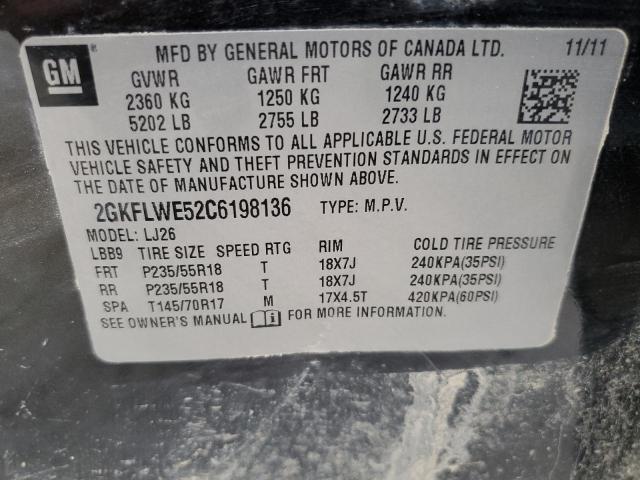 GM
MFD BY GENERAL MOTORS OF CANADA LTD. 11/11
GVWR GAWR FRT GAWR RR
2360 KG 1250 KG 1240 KG
5202 LB 2755 LB 2733 LB
THIS VEHICLE CONFORMS TO ALL APPLICABLE U.S. FEDERAL MOTOR
VEHICLE SAFETY AND THEFT PREVENTION STANDARDS IN EFFECT ON
THE DATE OF MANUFACTURE SHOWN ABOVE.
2GKFLWE52C6198136 TYPE: M.P.V.
MODEL: LJ26
LBB9 TIRE SIZE SPEED RTG RIM COLD TIRE PRESSURE
FRT P235/55R18 T 18X7J 240KPA(35PSI)
RR P235/55R18 T 18X7J 240KPA(35PSI)
SPA T145/70R17 M 17X4.5T 420KPA(60PSI)
SEE OWNER'S MANUAL FOR MORE INFORMATION.